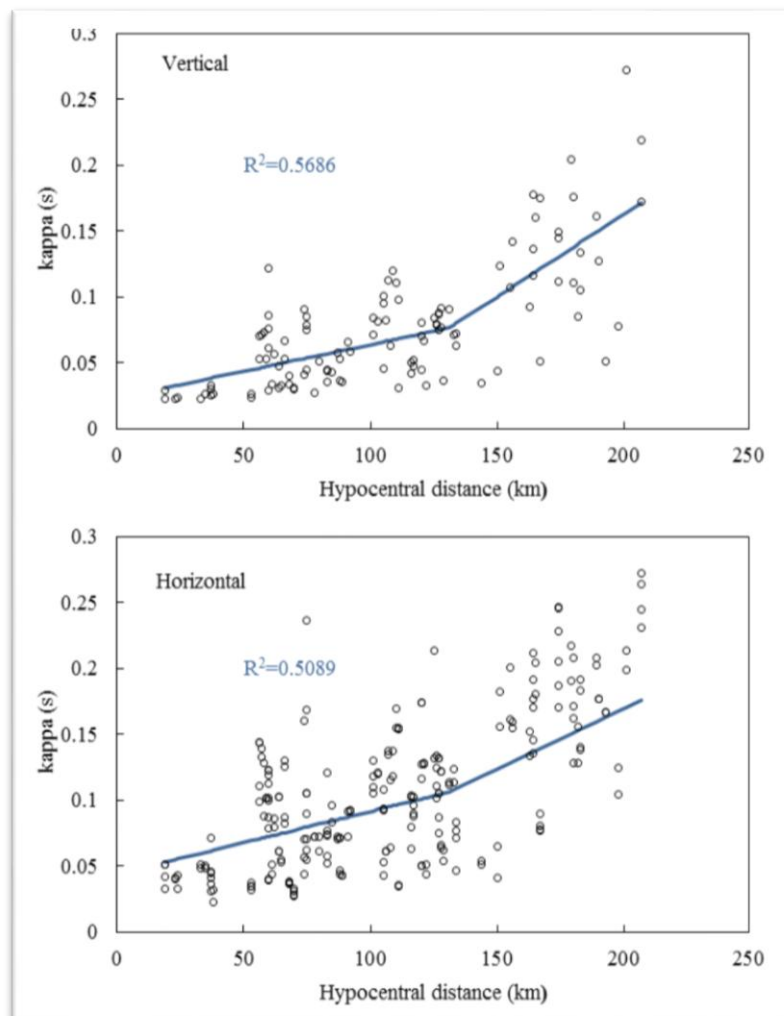 0.3
Vertical
0.25
R²=0.5686
0.2
0.15
kappa (s)
0.1
0.05
0
0 50 100 150 200 250
Hypocentral distance (km)
0.3
Horizontal
0.25
R²=0.5089
0.2
0.15
kappa (s)
0.1
0.05
0
0 50 100 150 200 250
Hypocentral distance (km)